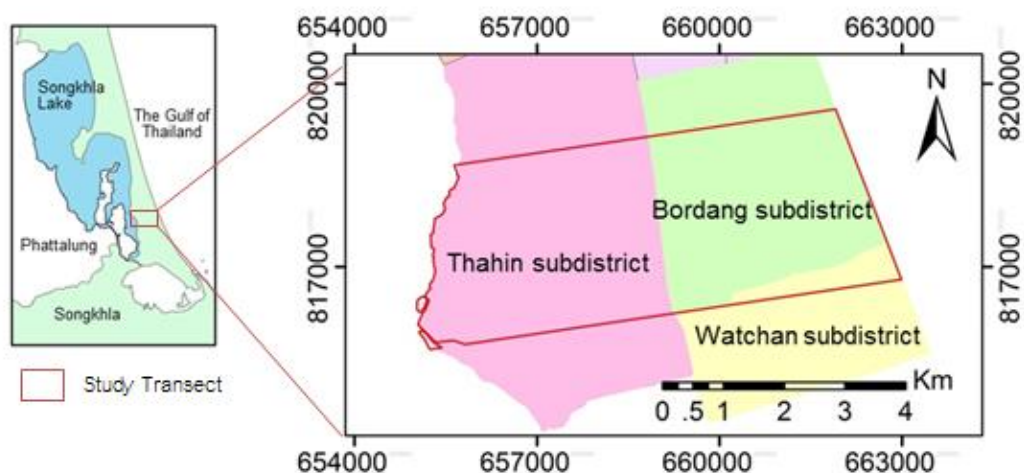 Songkhla
Lake
The Gulf of
Thailand
Phattalung
Songkhla
Study Transect
654000
657000
660000
663000
820000
820000
N
Bordang subdistrict
Thahin subdistrict
817000
817000
Watchan subdistrict
Km
0 .5 1 2 3 4
654000
657000
660000
663000